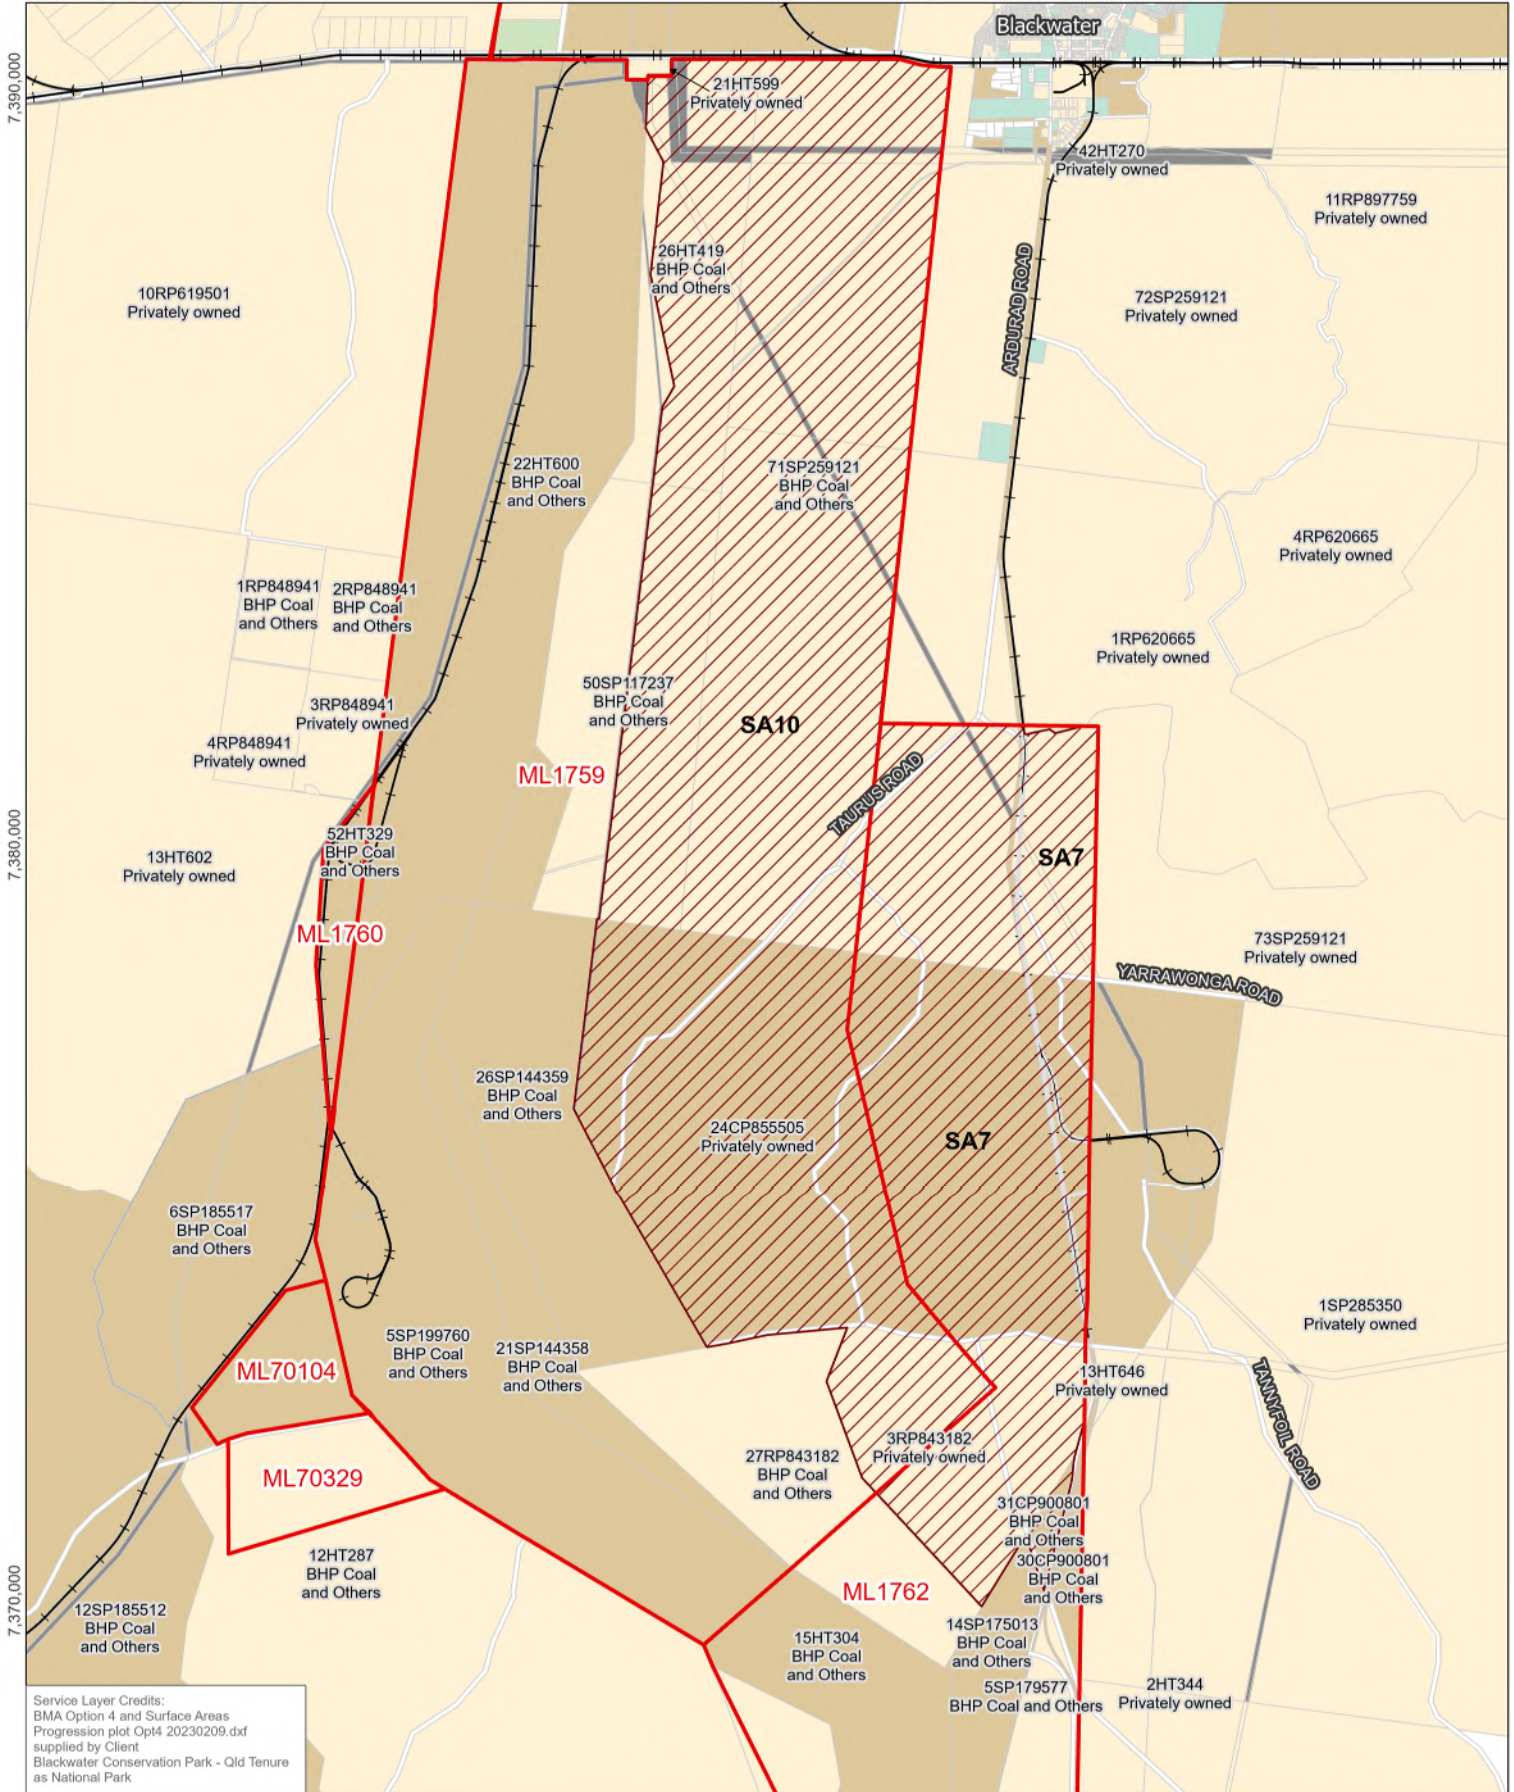 Blackwater
7,390,000
21HT599
Privately owned
42HT270
Privately owned
11RP897759
Privately owned
26HT419
BHP Coal
and Others
10RP619501
Privately owned
ARDURAD ROAD
72SP259121
Privately owned
22HT600
BHP Coal
and Others
71SP259121
BHP Coal
and Others
4RP620665
Privately owned
1RP848941
BHP Coal
and Others
2RP848941
BHP Coal
and Others
1RP620665
Privately owned
50SP117237
BHP Coal
and Others
3RP848941
Privately owned
SA10
4RP848941
Privately owned
ML1759
TAURUS ROAD
7,380,000
52HT329
BHP Coal
and Others
13HT602
Privately owned
SA7
ML1760
73SP259121
Privately owned
YARRAWONGA ROAD
26SP144359
BHP Coal
and Others
24CP855505
Privately owned
SA7
6SP185517
BHP Coal
and Others
1SP285350
Privately owned
5SP199760
BHP Coal
and Others
21SP144358
BHP Coal
and Others
ML70104
13HT646
Privately owned
TANNYFOIL ROAD
3RP843182
Privately owned
27RP843182
BHP Coal
and Others
ML70329
31CP900801
BHP Coal
and Others
30CP900801
BHP Coal
and Others
12HT287
BHP Coal
and Others
ML1762
7,370,000
12SP185512
BHP Coal
and Others
14SP175013
BHP Coal
and Others
15HT304
BHP Coal
and Others
5SP179577
BHP Coal and Others
2HT344
Privately owned
Service Layer Credits:
BMA Option 4 and Surface Areas
Progression plot Opt4 20230209.dxf
supplied by Client
Blackwater Conservation Park - Qld Tenure
as National Park